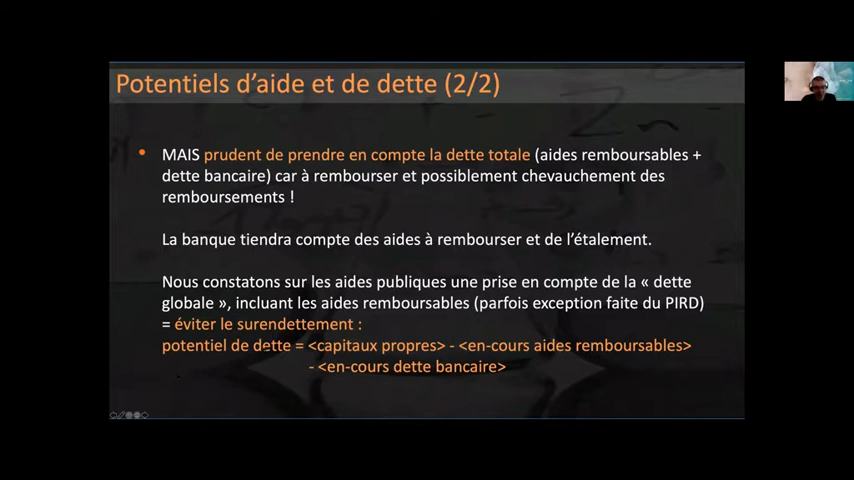 Potentiels d'aide et de dette (2/2)
• MAIS prudent de prendre en compte la dette totale (aides remboursables +
dette bancaire) car à rembourser et possiblement chevauchement des
remboursements !
La banque tiendra compte des aides à rembourser et de l'étalement.
Nous constatons sur les aides publiques une prise en compte de la « dette
globale », incluant les aides remboursables (parfois exception faite du PIRD)
= éviter le surendettement :
potentiel de dette = <capitaux propres> - <en-cours aides remboursables>
- <en-cours dette bancaire>